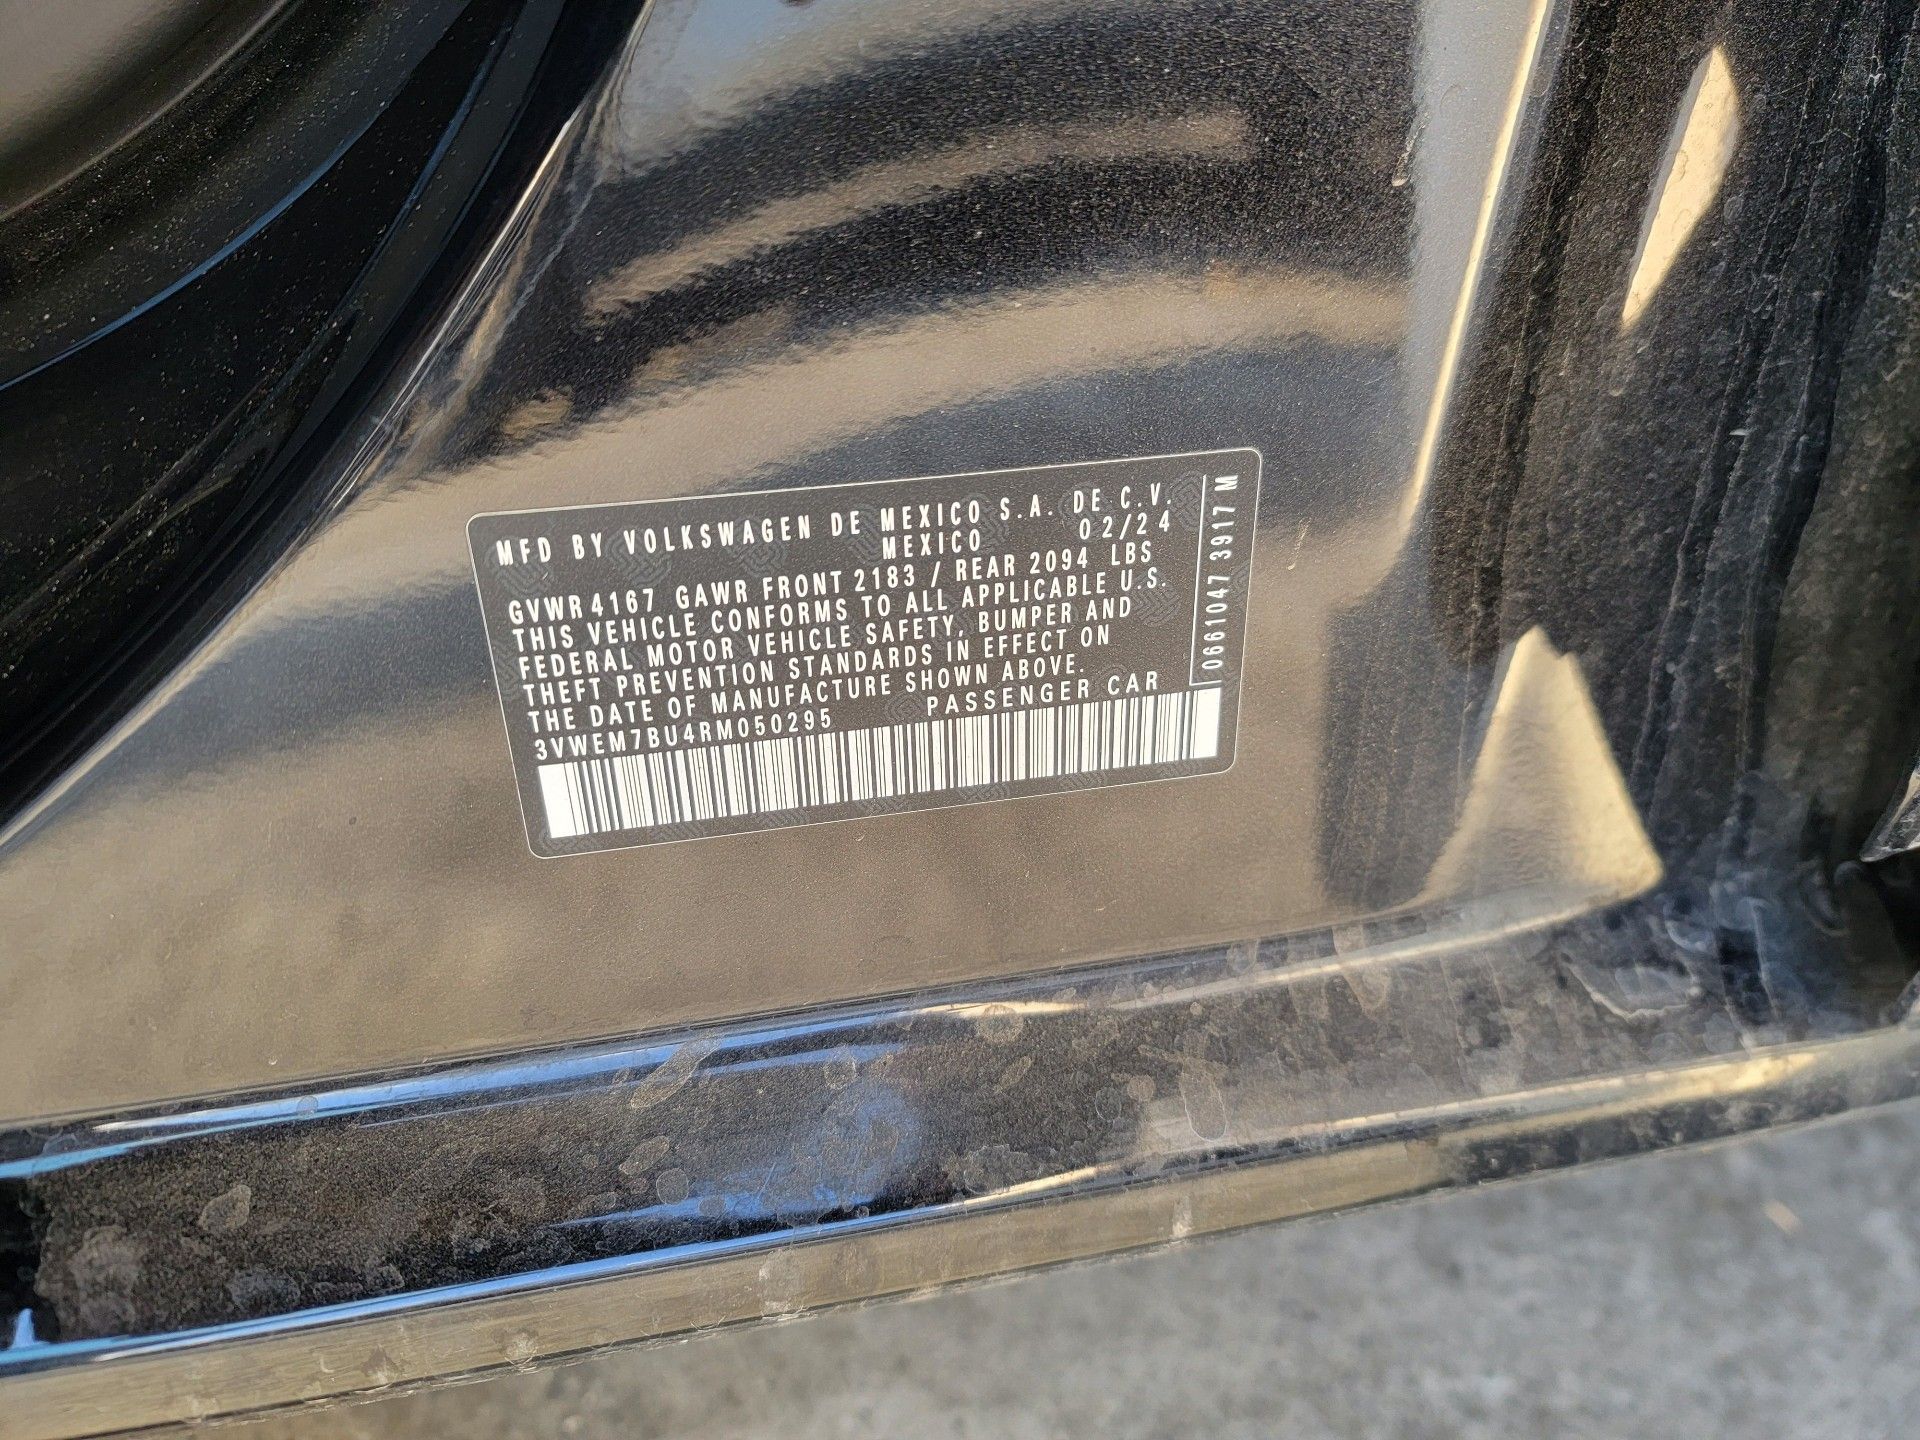 MFD BY VOLKSWAGEN DE MEXICO S.A. DE C.V.
MEXICO 02/24
GVWR 4167 GAWR FRONT 2183 / REAR 2094 LBS
THIS VEHICLE CONFORMS TO ALL APPLICABLE U.S.
FEDERAL MOTOR VEHICLE SAFETY, BUMPER AND
THEFT PREVENTION STANDARDS IN EFFECT ON
THE DATE OF MANUFACTURE SHOWN ABOVE.
3VWEM7BU4RM050295 PASSENGER CAR
0661047 3917 M